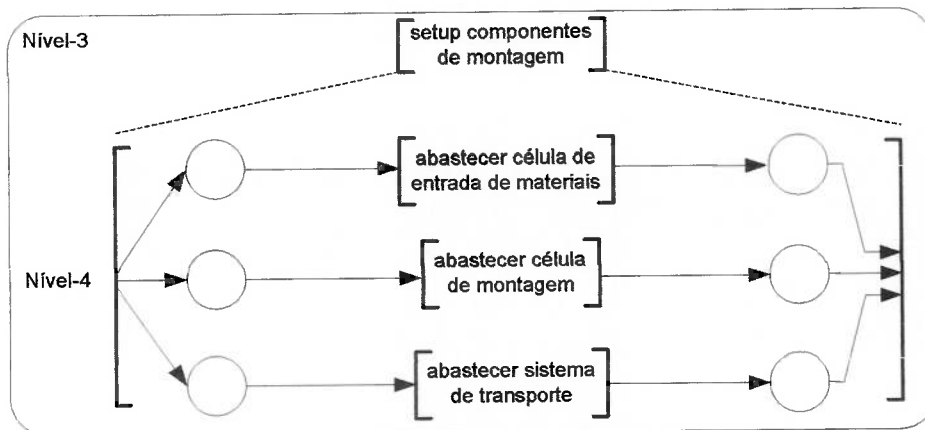 Nível-3
setup componentes
de montagem
abastecer célula de
entrada de materiais
Nível-4
abastecer célula
de montagem
abastecer sistema
de transporte